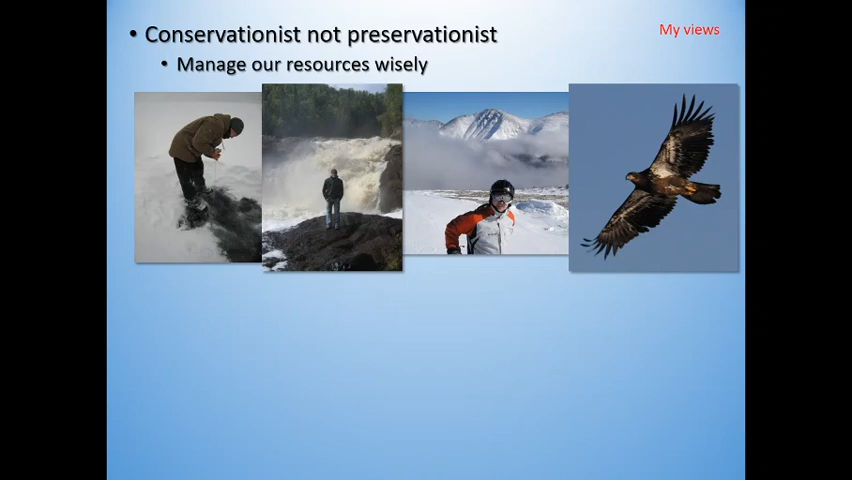 • Conservationist not preservationist
My views
• Manage our resources wisely